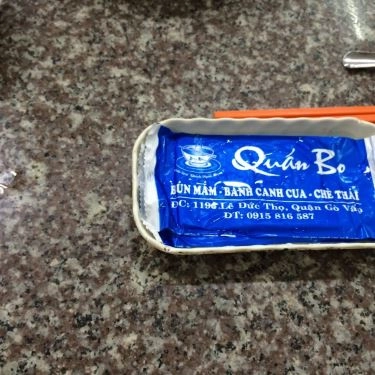 Quán Bo
BÚN MẮM - BÁNH CANH CUA - CHÈ THÁI
ĐC: 1196 Lê Đức Thọ, Quận Gò Vấp
ĐT: 0915 816 587